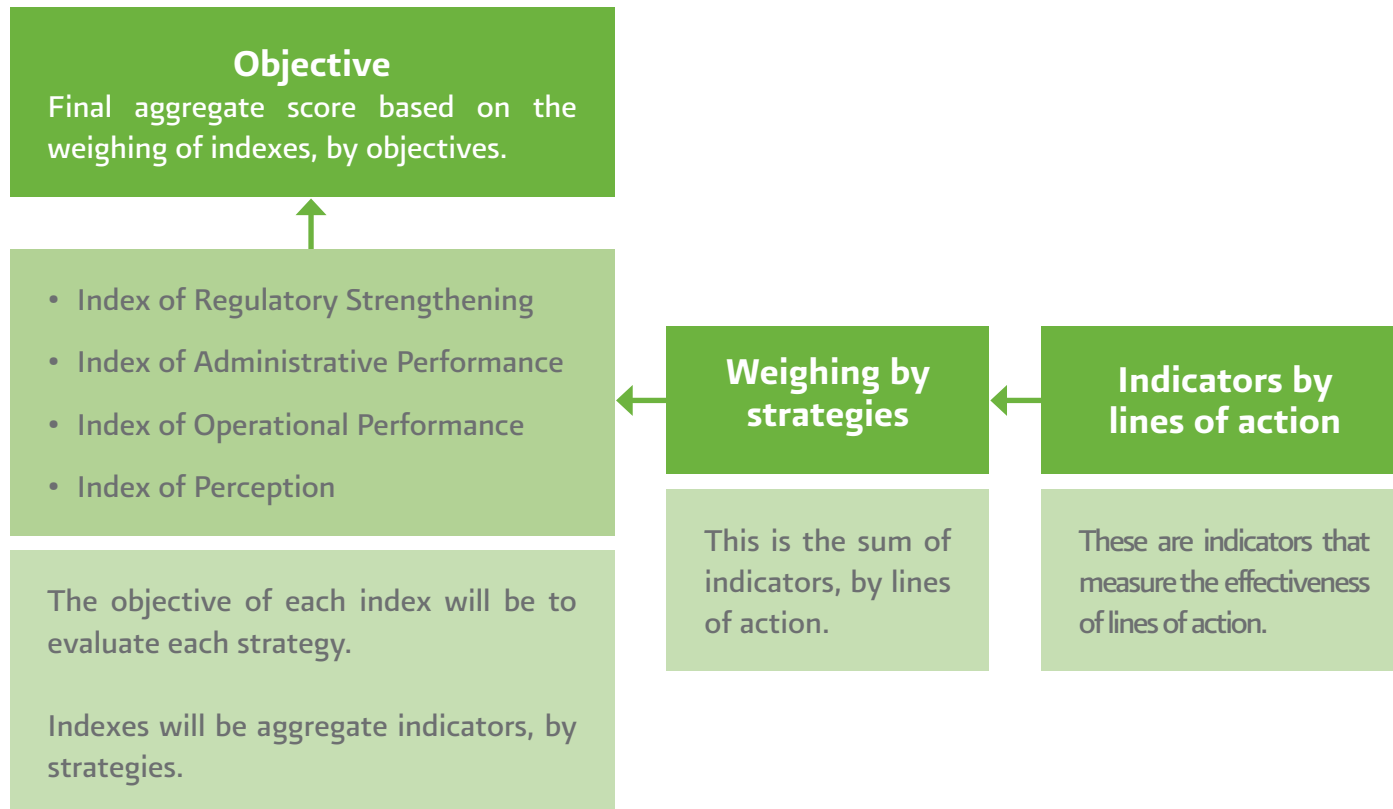 Objective
Final aggregate score based on the
weighing of indexes, by objectives.
• Index of Regulatory Strengthening
• Index of Administrative Performance
• Index of Operational Performance
• Index of Perception
The objective of each index will be to
evaluate each strategy.
Indexes will be aggregate indicators, by
strategies.
Weighing by
strategies
This is the sum of
indicators, by lines
of action.
Indicators by
lines of action
These are indicators that
measure the effectiveness
of lines of action.